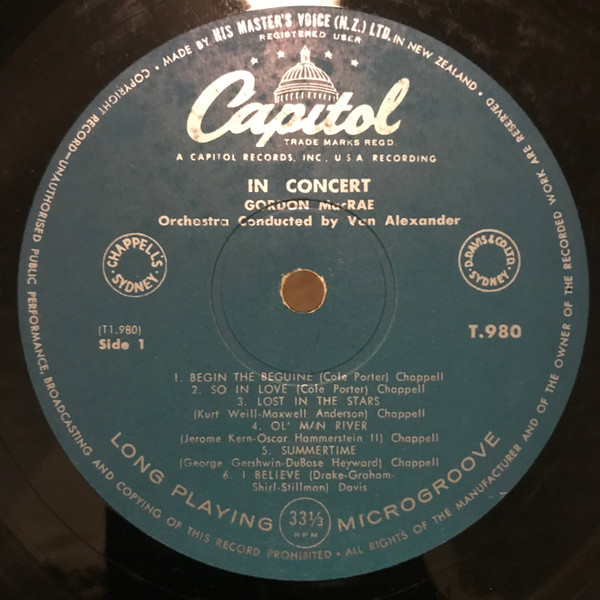 MADE BY HIS MASTER'S VOICE (N.Z.) LTD. IN NEW ZEALAND • COPYRIGHT RECORD—UNAUTHORISED PUBLIC PERFORMANCE, BROADCASTING AND COPYING OF THIS RECORD PROHIBITED • ALL RIGHTS OF THE MANUFACTURER AND OF THE OWNER OF THE RECORDED WORK ARE RESERVED •
REGISTERED USER
Capitol
TRADE MARKS REGD.
A CAPITOL RECORDS, INC., U S A RECORDING
IN CONCERT
GORDON MacRAE
Orchestra Conducted by Van Alexander
CHAPPELLS SYDNEY
D. DAVIS & CO. LTD. SYDNEY
(T1.980)
Side 1
T.980
1. BEGIN THE BEGUINE (Cole Porter) Chappell
2. SO IN LOVE (Cole Porter) Chappell
3. LOST IN THE STARS
(Kurt Weill-Maxwell Anderson) Chappell
4. OL' MAN RIVER
(Jerome Kern-Oscar Hammerstein II) Chappell
5. SUMMERTIME
(George Gershwin-DuBose Heyward) Chappell
6. I BELIEVE (Drake-Graham-
Shirl-Stillman) Davis
LONG PLAYING 33⅓ RPM MICROGROOVE